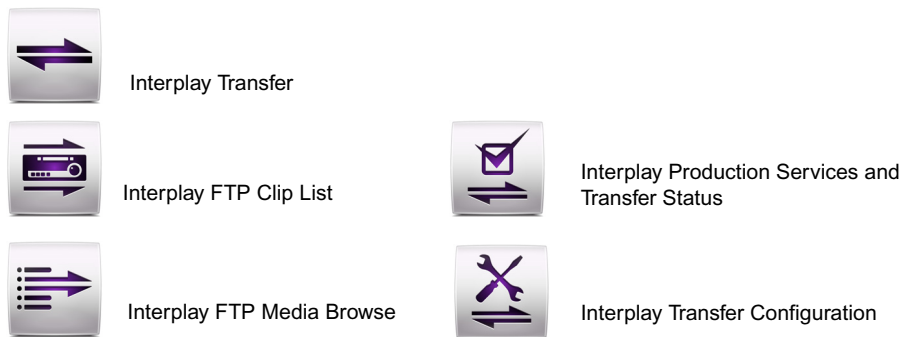 Interplay Transfer
Interplay FTP Clip List
Interplay Production Services and
Transfer Status
Interplay FTP Media Browse
Interplay Transfer Configuration